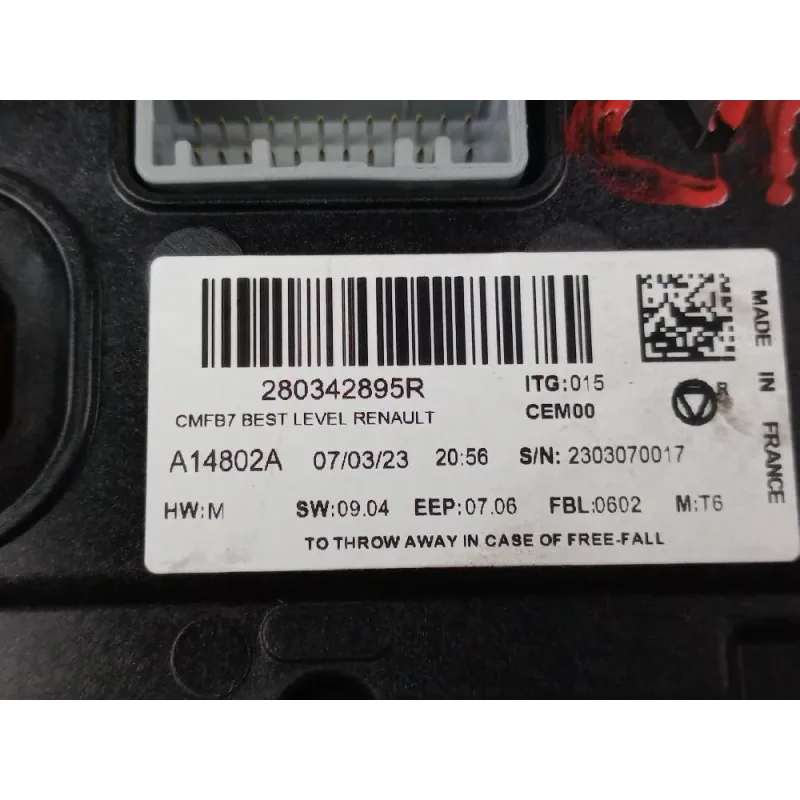 280342895R
ITG:015
CMFB7 BEST LEVEL RENAULT
CEM00
R
A14802A 07/03/23 20:56 S/N: 2303070017
HW:M SW:09.04 EEP:07.06 FBL:0602 M:T6
TO THROW AWAY IN CASE OF FREE-FALL
MADE IN FRANCE